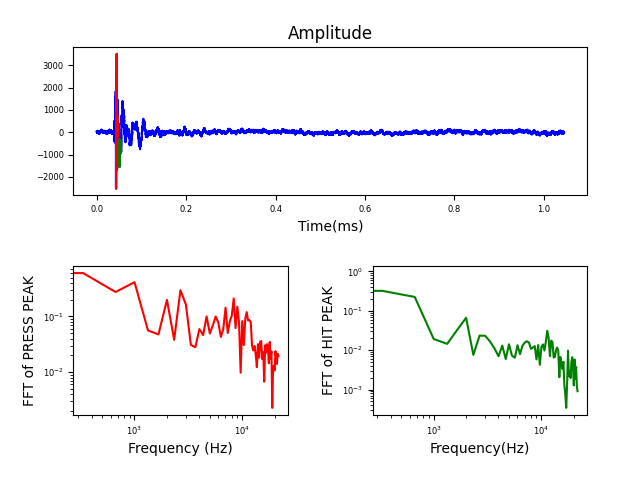 Amplitude
3000
2000
1000
0
−1000
−2000
0.0 0.2 0.4 0.6 0.8 1.0
Time(ms)
FFT of PRESS PEAK
10⁻¹
10⁻²
10³ 10⁴
Frequency (Hz)
FFT of HIT PEAK
10⁰
10⁻¹
10⁻²
10⁻³
10³ 10⁴
Frequency(Hz)